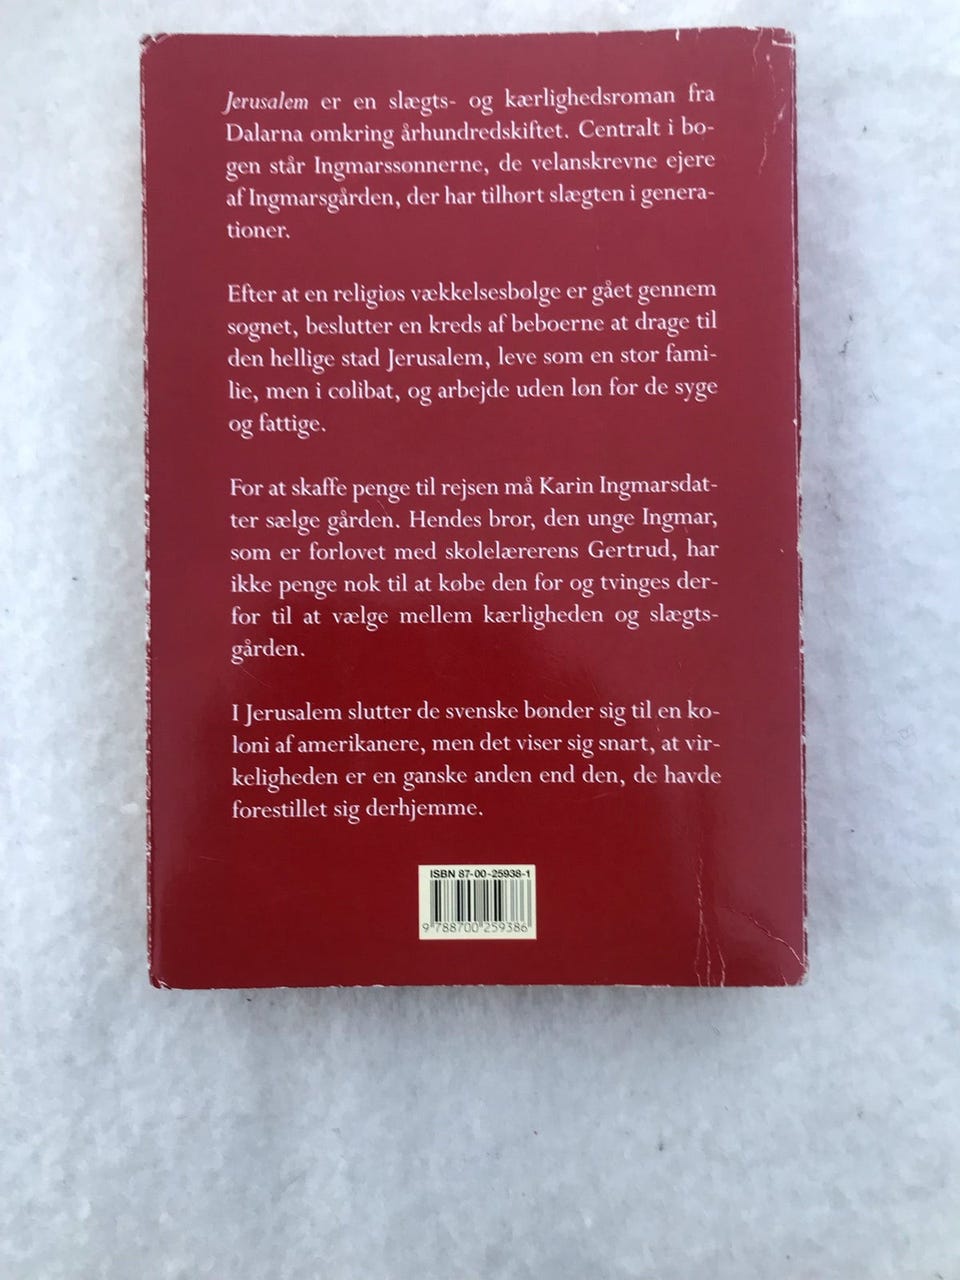 Jerusalem er en slægts- og kærlighedsroman fra
Dalarna omkring århundredskiftet. Centralt i bo-
gen står Ingmarssønnerne, de velanskrevne ejere
af Ingmarsgården, der har tilhørt slægten i genera-
tioner.
Efter at en religiøs vækkelsesbølge er gået gennem
sognet, beslutter en kreds af beboerne at drage til
den hellige stad Jerusalem, leve som en stor fami-
lie, men i cølibat, og arbejde uden løn for de syge
og fattige.
For at skaffe penge til rejsen må Karin Ingmarsdat-
ter sælge gården. Hendes bror, den unge Ingmar,
som er forlovet med skolelærerens Gertrud, har
ikke penge nok til at købe den for og tvinges der-
for til at vælge mellem kærligheden og slægts-
gården.
I Jerusalem slutter de svenske bønder sig til en ko-
loni af amerikanere, men det viser sig snart, at vir-
keligheden er en ganske anden end den, de havde
forestillet sig derhjemme.
ISBN 87-00-25938-1
9 788700 259386